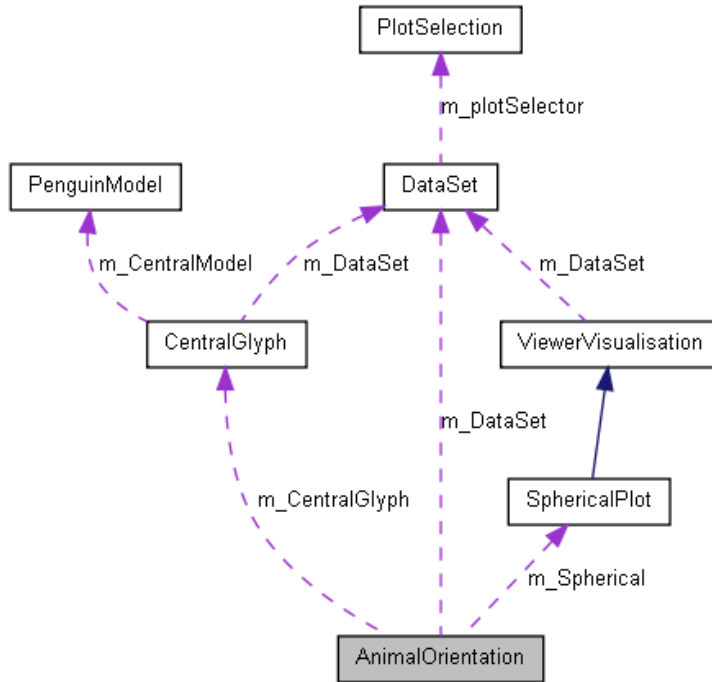 PlotSelection
m_plotSelector
PenguinModel
DataSet
m_CentralModel
m_DataSet
m_DataSet
CentralGlyph
ViewerVisualisation
m_DataSet
m_CentralGlyph
SphericalPlot
m_Spherical
AnimalOrientation